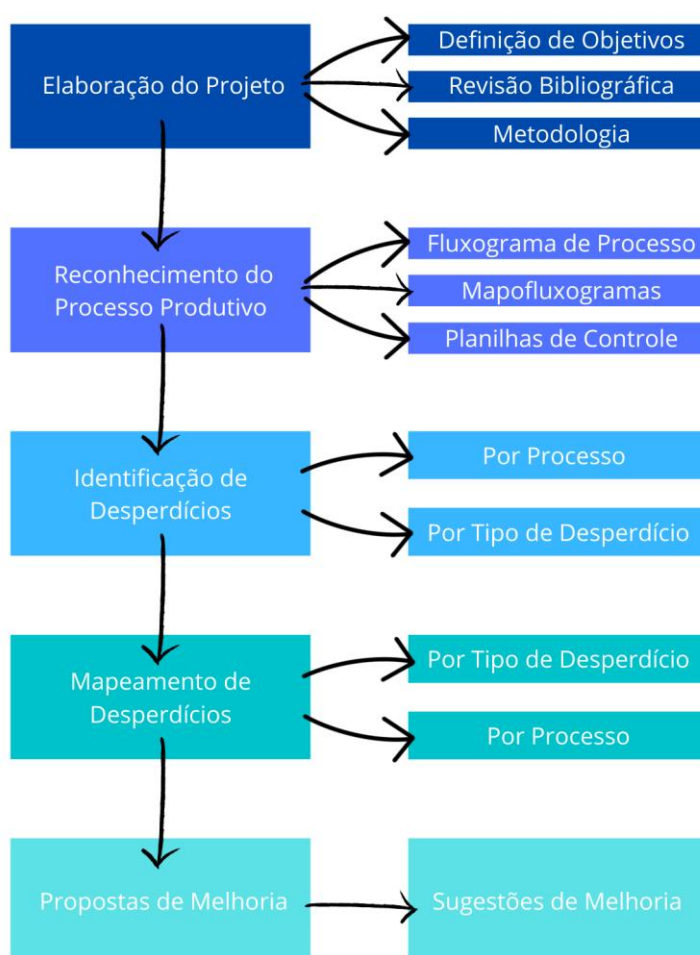 Elaboração do Projeto
Definição de Objetivos
Revisão Bibliográfica
Metodologia
Reconhecimento do
Processo Produtivo
Fluxograma de Processo
Mapofluxogramas
Planilhas de Controle
Identificação de
Desperdícios
Por Processo
Por Tipo de Desperdício
Mapeamento de
Desperdícios
Por Tipo de Desperdício
Por Processo
Propostas de Melhoria
Sugestões de Melhoria